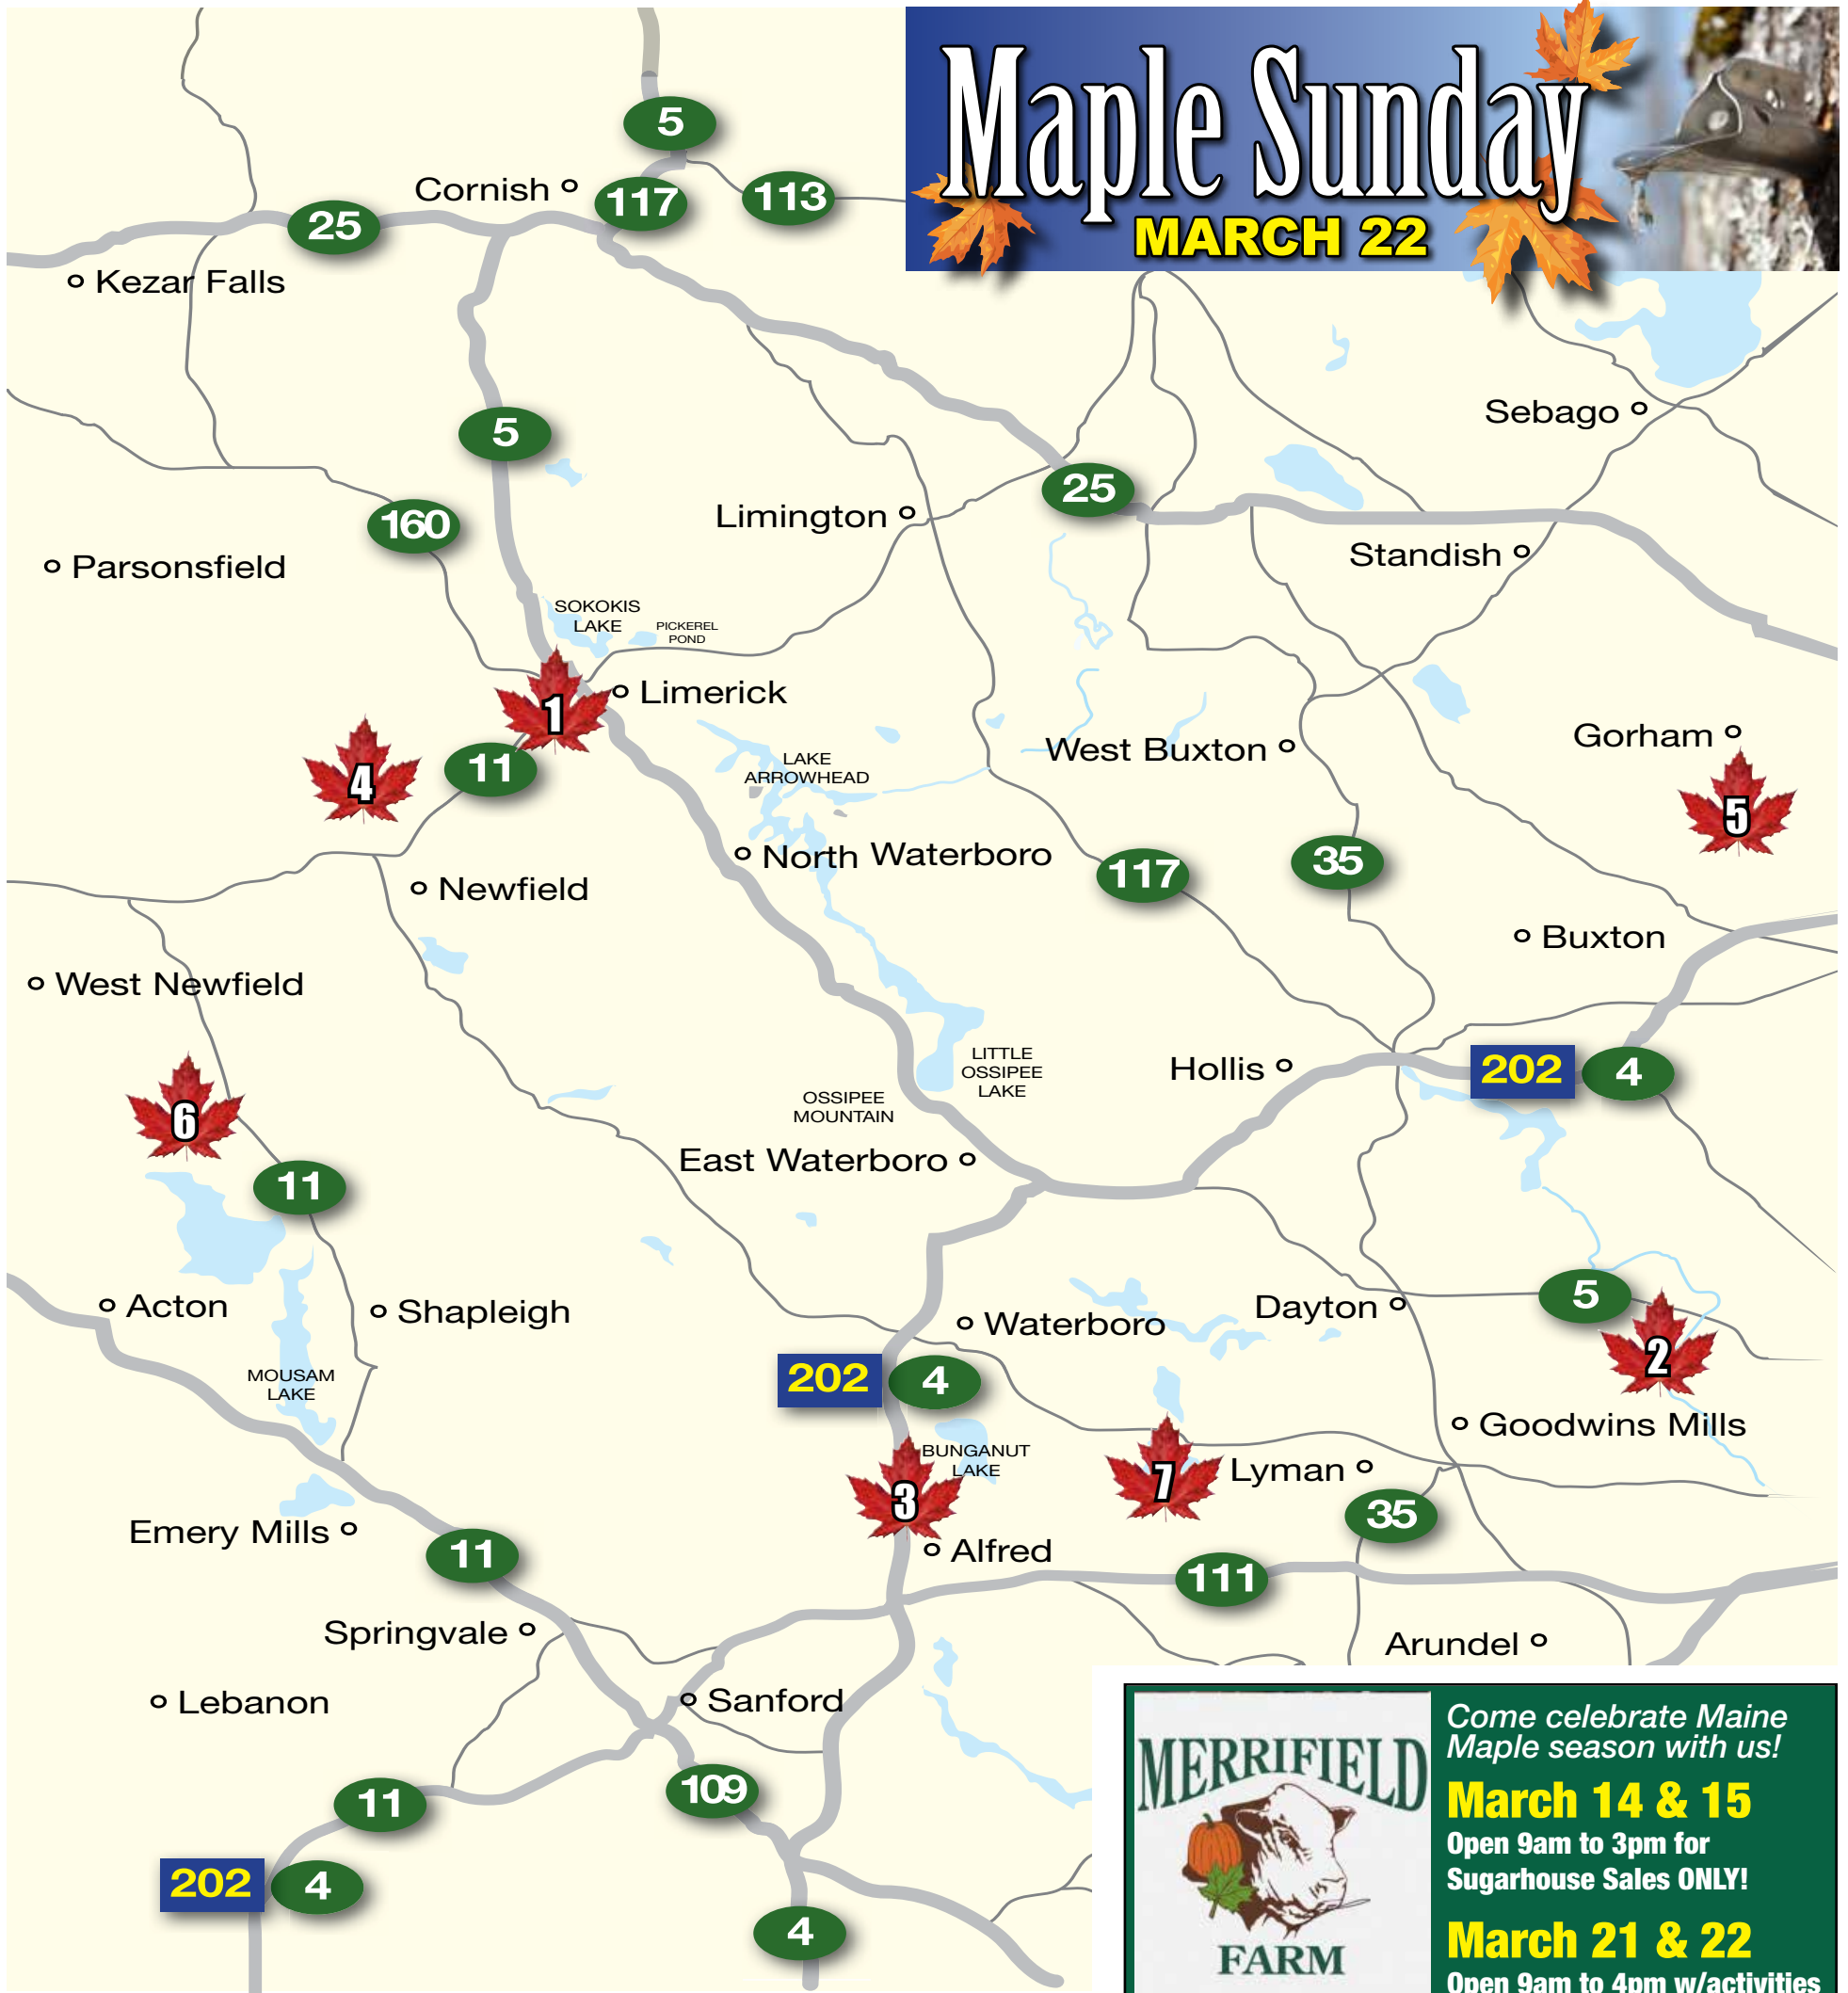 Maple Sunday
MARCH 22
5
Cornish
117
113
25
Kezar Falls
Sebago
5
25
160
Limington
Standish
Parsonsfield
SOKOKIS
LAKE
PICKEREL
POND
1
Limerick
4
11
LAKE
ARROWHEAD
West Buxton
Gorham
5
North Waterboro
117
35
Newfield
Buxton
West Newfield
LITTLE
OSSIPEE
LAKE
Hollis
202
4
OSSIPEE
MOUNTAIN
6
East Waterboro
11
Acton
Shapleigh
Waterboro
Dayton
5
2
MOUSAM
LAKE
202
4
Goodwins Mills
BUNGANUT
LAKE
3
7
Lyman
35
Emery Mills
11
Alfred
111
Springvale
Arundel
Lebanon
Sanford
11
109
202
4
4
MERRIFIELD
FARM
Come celebrate Maine
Maple season with us!
March 14 & 15
Open 9am to 3pm for
Sugarhouse Sales ONLY!
March 21 & 22
Open 9am to 4pm w/activities